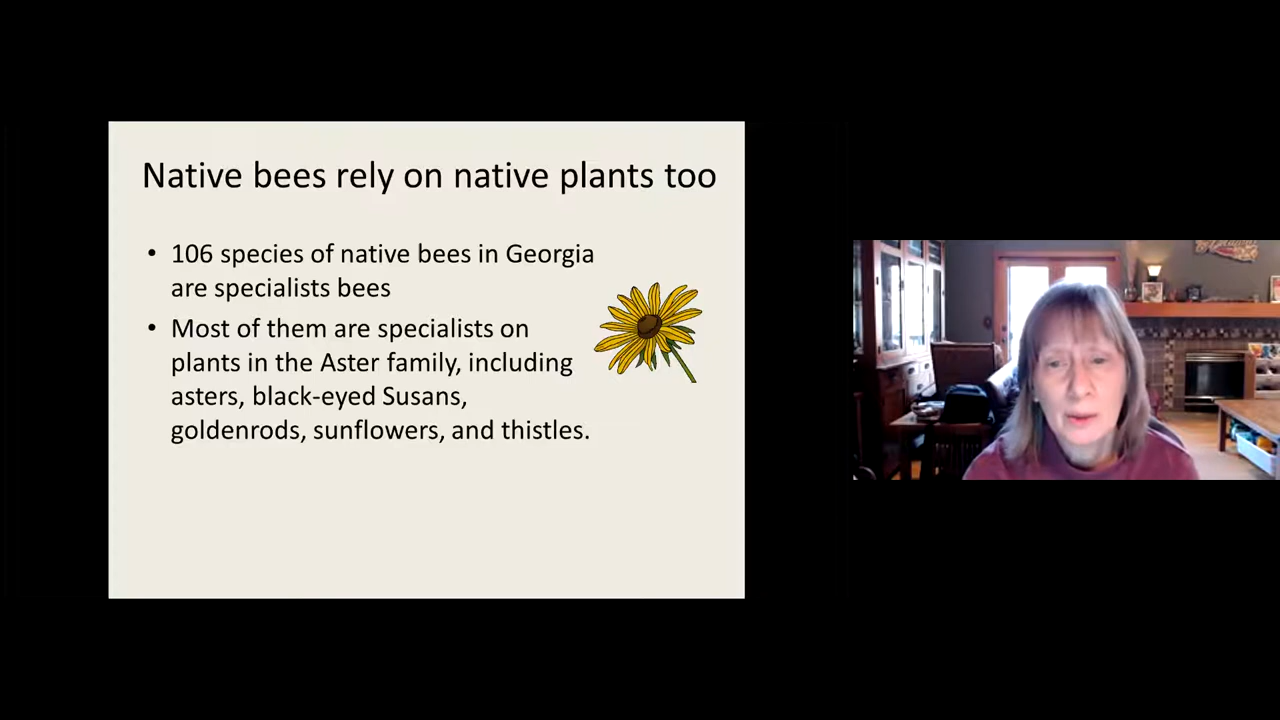 Native bees rely on native plants too
• 106 species of native bees in Georgia
are specialists bees
• Most of them are specialists on
plants in the Aster family, including
asters, black-eyed Susans,
goldenrods, sunflowers, and thistles.